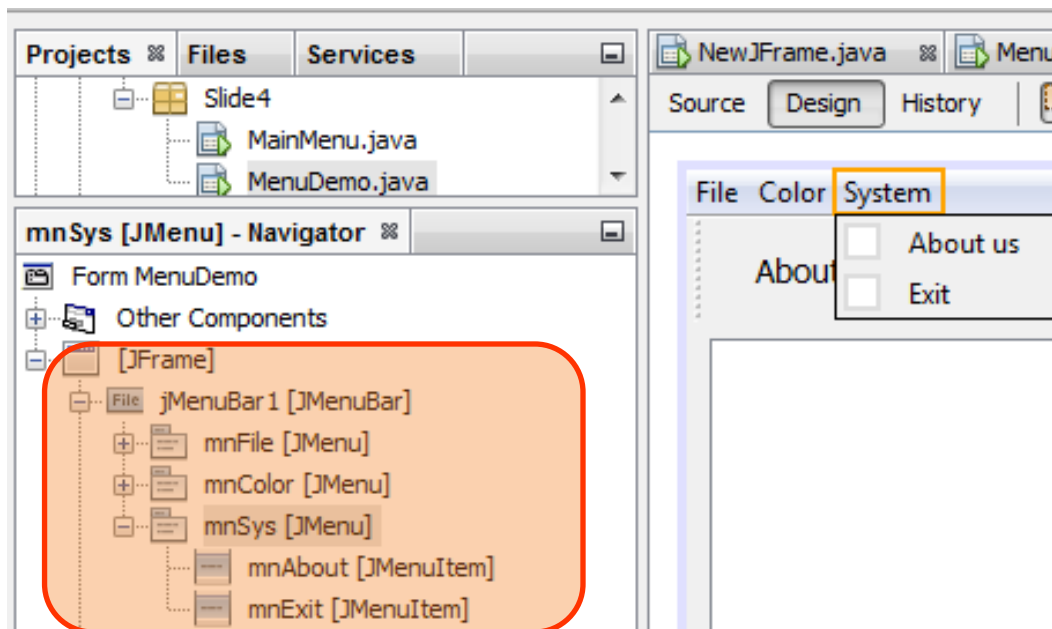 Projects Files Services
Slide4
MainMenu.java
MenuDemo.java
mnSys [JMenu] - Navigator
Form MenuDemo
Other Components
[JFrame]
File jMenuBar1 [JMenuBar]
mnFile [JMenu]
mnColor [JMenu]
mnSys [JMenu]
mnAbout [JMenuItem]
mnExit [JMenuItem]
NewJFrame.java Menu
Source Design History
File Color System
About us
About
Exit